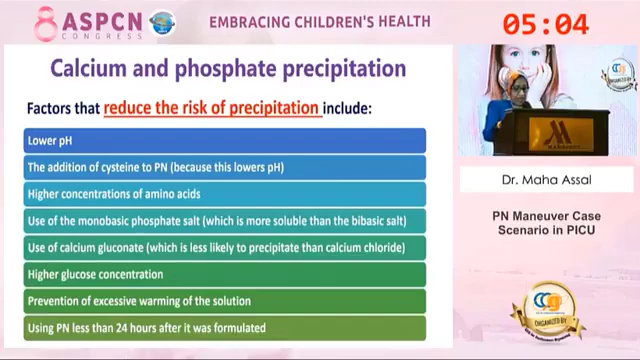 8 ASPCN
CONGRESS
EMBRACING CHILDREN'S HEALTH
05:04
Calcium and phosphate precipitation
Factors that reduce the risk of precipitation include:
Lower pH
The addition of cysteine to PN (because this lowers pH)
Higher concentrations of amino acids
Use of the monobasic phosphate salt (which is more soluble than the bibasic salt)
Use of calcium gluconate (which is less likely to precipitate than calcium chloride)
Higher glucose concentration
Prevention of excessive warming of the solution
Using PN less than 24 hours after it was formulated
Dr. Maha Assal
PN Maneuver Case
Scenario in PICU
ORGANIZED BY